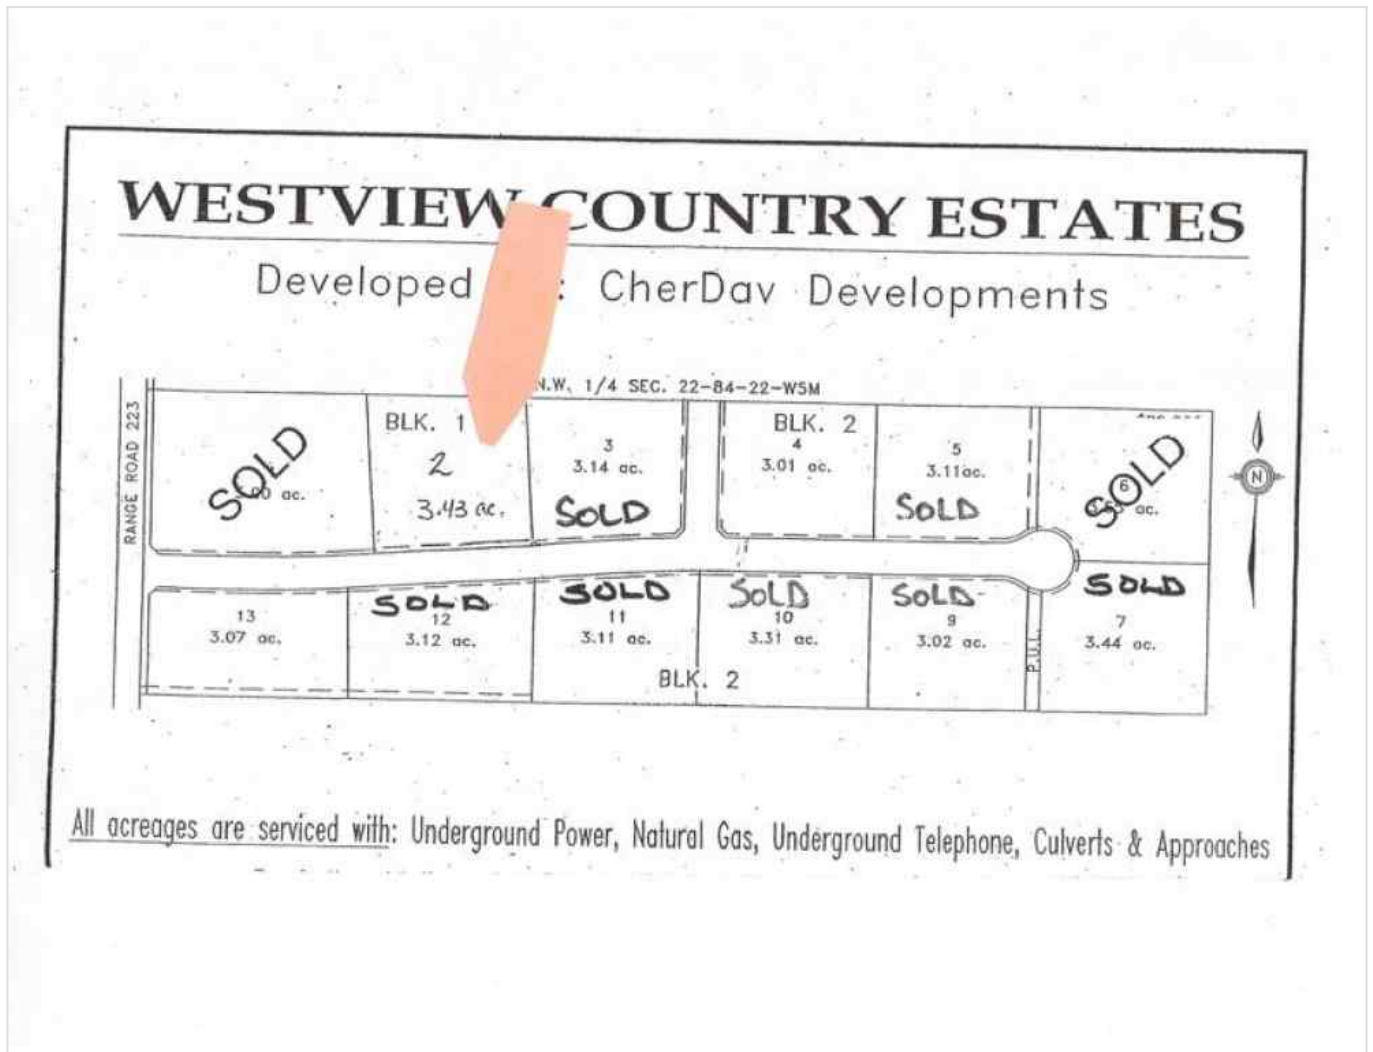 WESTVIEW COUNTRY ESTATES
Developed : CherDav Developments
N.W. 1/4 SEC. 22-84-22-W5M
RANGE ROAD 223
SOLD
ac.
BLK. 1
2
3.43 ac.
3
3.14 ac.
SOLD
BLK. 2
4
3.01 ac.
5
3.11ac.
SOLD
6
SOLD
ac.
N
13
3.07 ac.
SOLD
12
3.12 ac.
SOLD
11
3.11 ac.
SOLD
10
3.31 ac.
SOLD
9
3.02 ac.
P.U.L.
SOLD
7
3.44 ac.
BLK. 2
All acreages are serviced with: Underground Power, Natural Gas, Underground Telephone, Culverts & Approaches